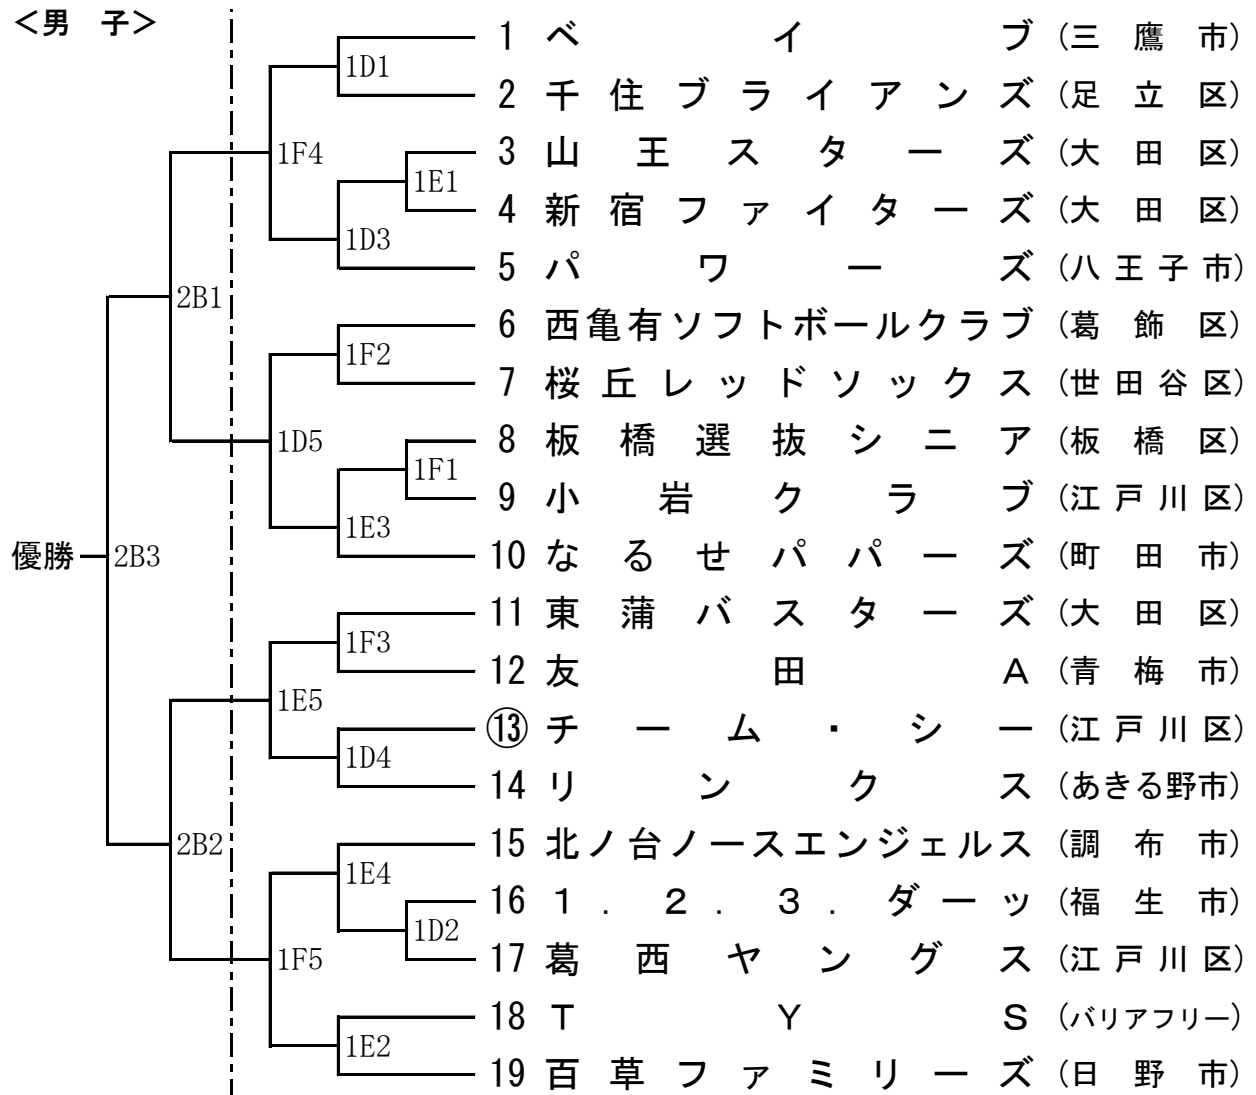 ＜男　子＞
1 ベイブ (三鷹市)
1D1
2 千住ブライアンズ (足立区)
1F4
3 山王スターズ (大田区)
1E1
4 新宿ファイターズ (大田区)
1D3
5 パワーズ (八王子市)
2B1
6 西亀有ソフトボールクラブ (葛飾区)
1F2
7 桜丘レッドソックス (世田谷区)
1D5
8 板橋選抜シニア (板橋区)
1F1
9 小岩クラブ (江戸川区)
1E3
10 なるせパパーズ (町田市)
優勝 2B3
11 東蒲バスターズ (大田区)
1F3
12 友田A (青梅市)
1E5
⑬ チーム・シー (江戸川区)
1D4
14 リンクス (あきる野市)
2B2
15 北ノ台ノースエンジェルス (調布市)
1E4
16 １．２．３．ダーッ (福生市)
1D2
17 葛西ヤングス (江戸川区)
1F5
18 TYS (バリアフリー)
1E2
19 百草ファミリーズ (日野市)